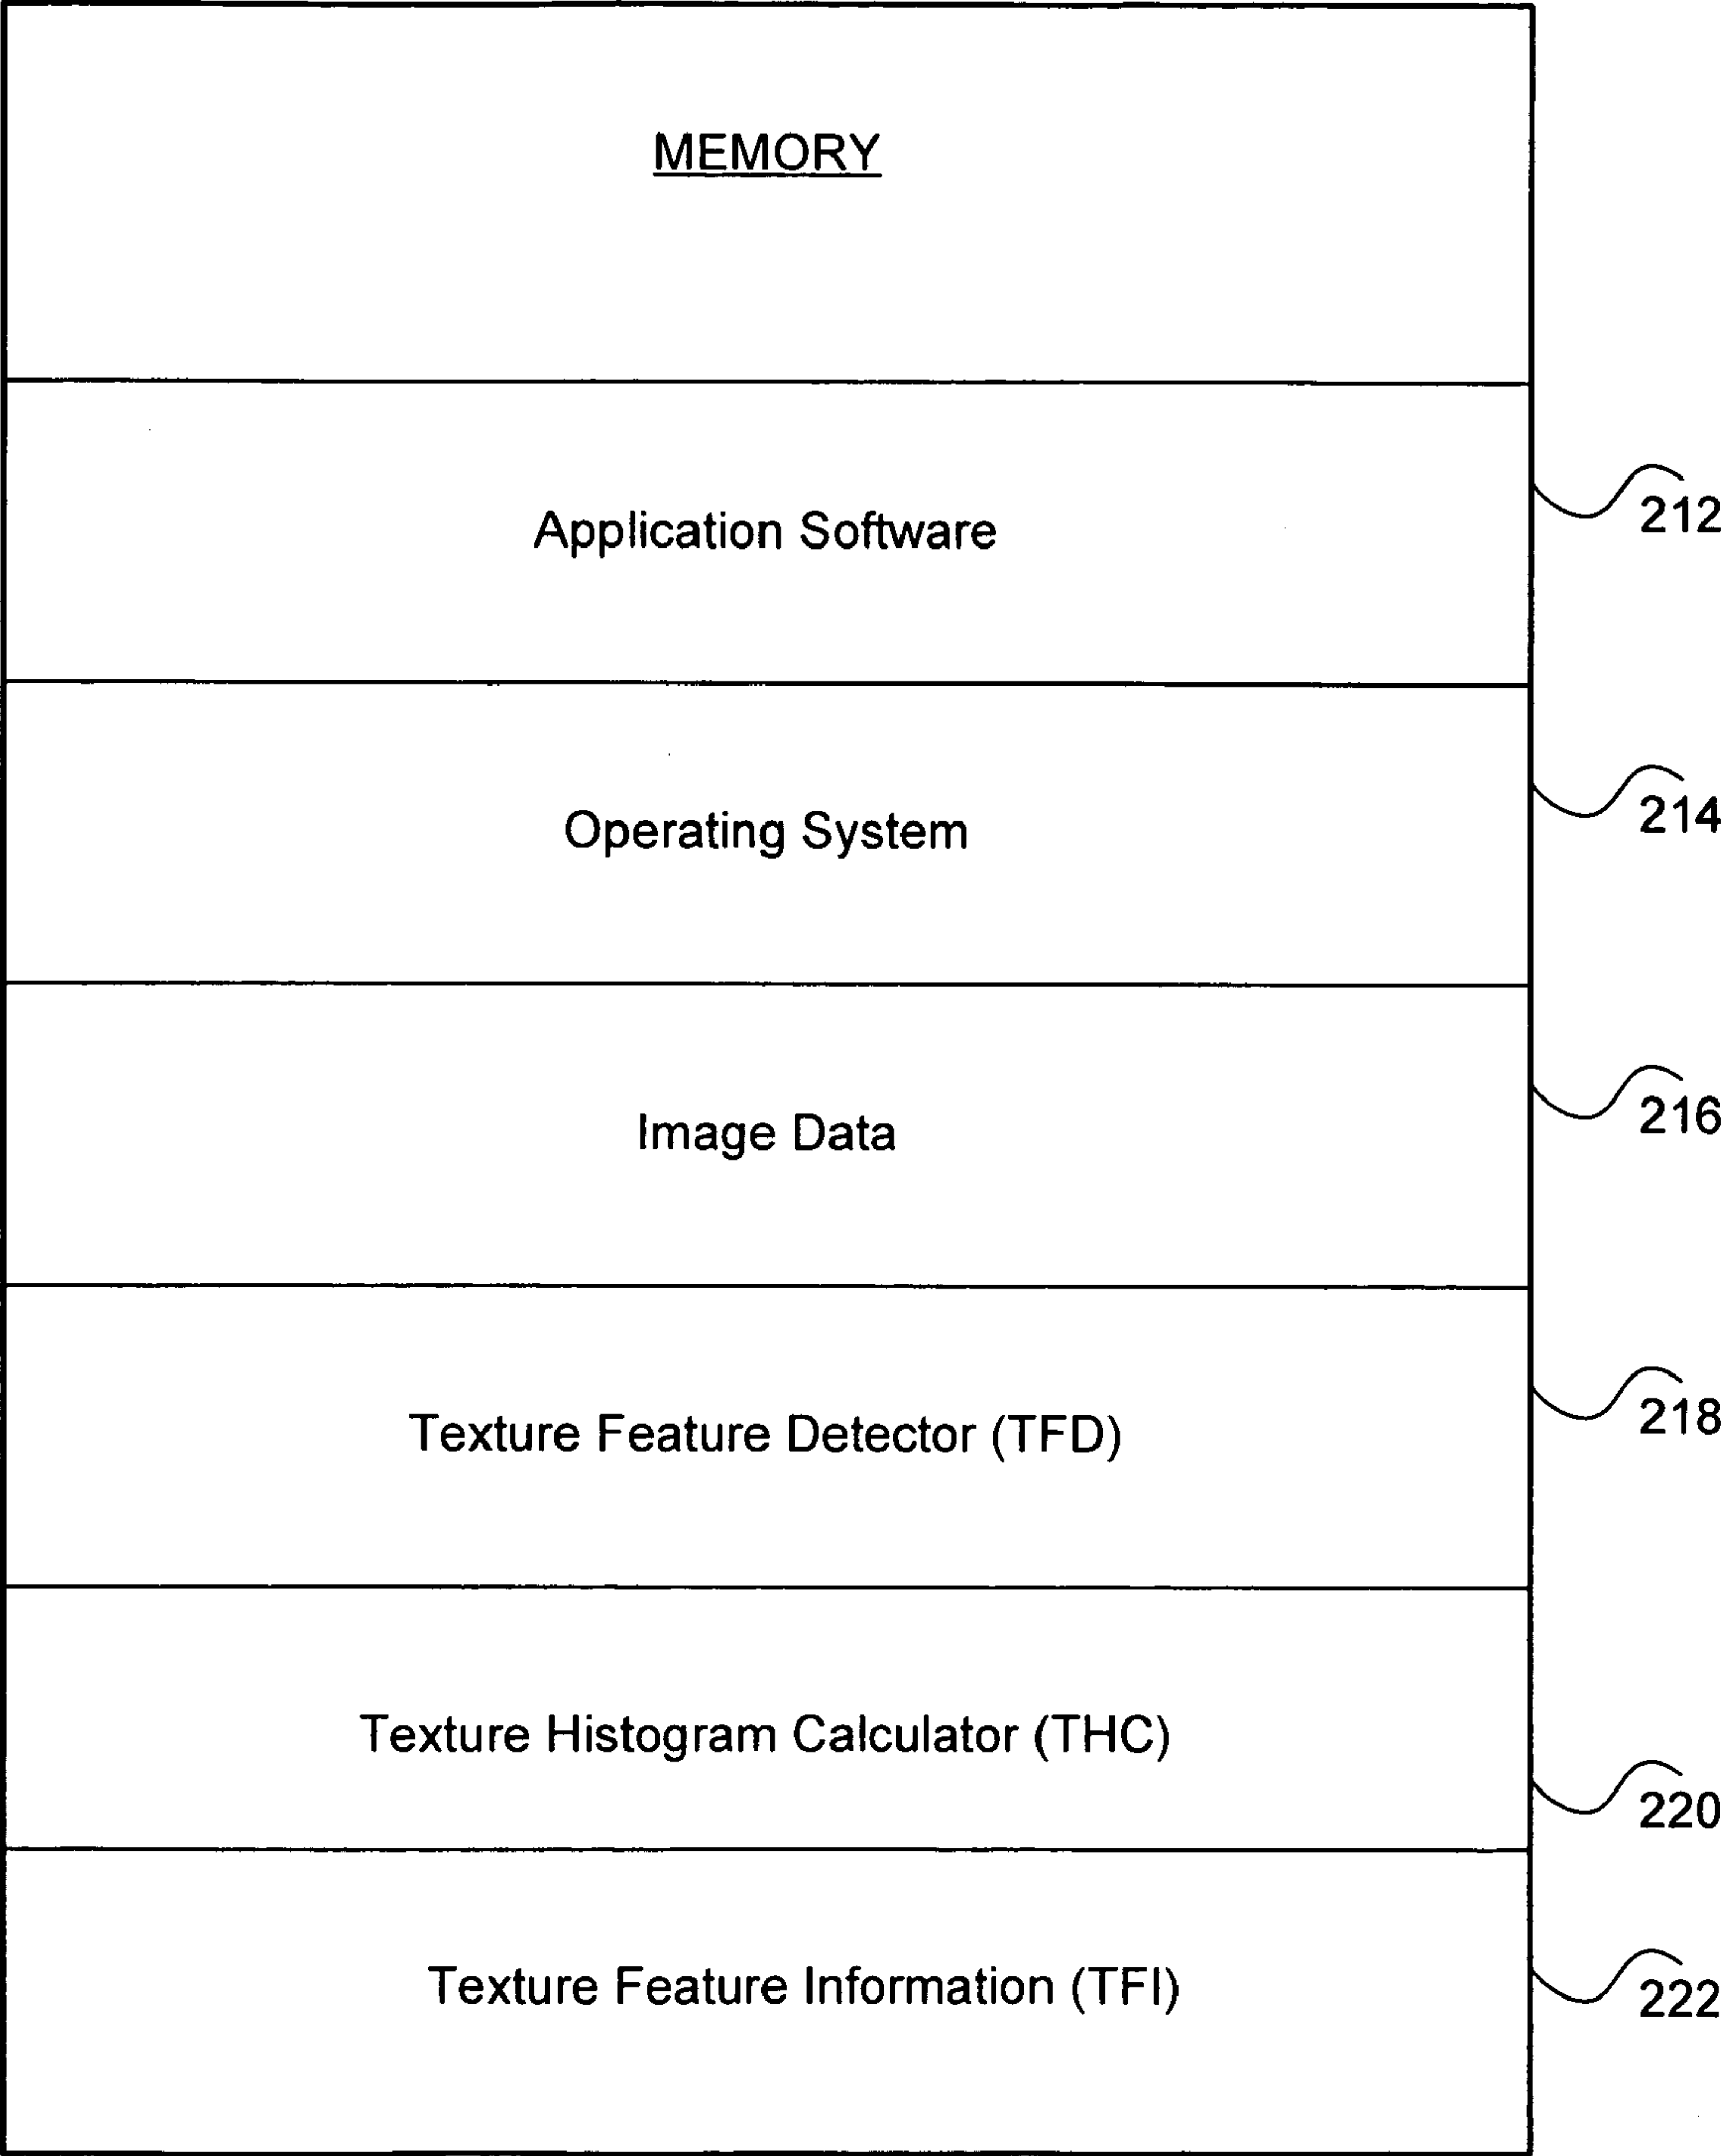 MEMORY
Application Software
212
Operating System
214
Image Data
216
Texture Feature Detector (TFD)
218
Texture Histogram Calculator (THC)
220
Texture Feature Information (TFI)
222